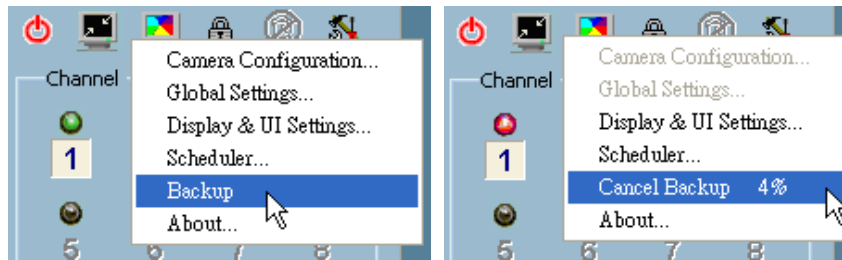 Channel
Camera Configuration...
Global Settings...
Display & UI Settings...
Scheduler...
Backup
About...
1
5 6 7 8
Channel
Camera Configuration...
Global Settings...
Display & UI Settings...
Scheduler...
Cancel Backup 4%
About...
1
5 6 7 8